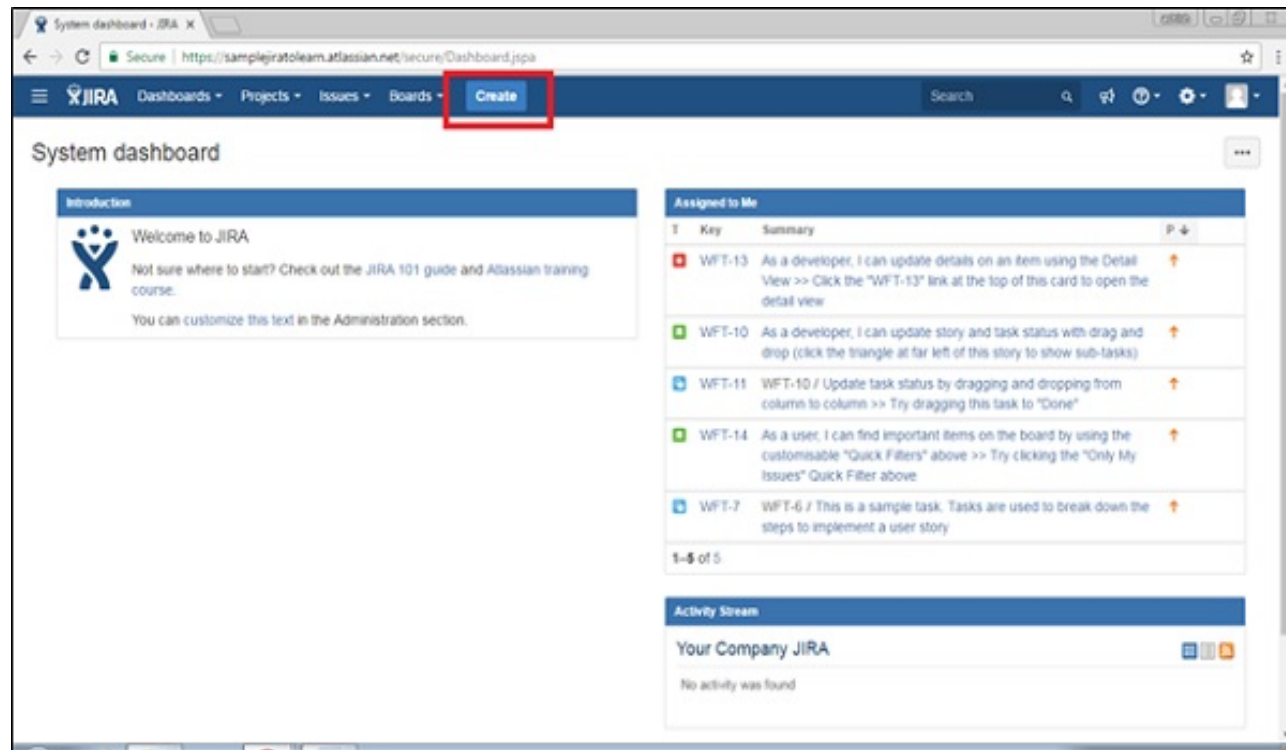 System dashboard - JIRA
Secure | https://samplejiratolearn.atlassian.net/secure/Dashboard.jspa
JIRA Dashboards Projects Issues Boards Create Search
System dashboard
Introduction
Welcome to JIRA
Not sure where to start? Check out the JIRA 101 guide and Atlassian training
course.
You can customize this text in the Administration section.
Assigned to Me
T Key Summary P
WFT-13 As a developer, I can update details on an item using the Detail
View >> Click the "WFT-13" link at the top of this card to open the
detail view
WFT-10 As a developer, I can update story and task status with drag and
drop (click the triangle at far left of this story to show sub-tasks)
WFT-11 WFT-10 / Update task status by dragging and dropping from
column to column >> Try dragging this task to "Done"
WFT-14 As a user, I can find important items on the board by using the
customisable "Quick Filters" above >> Try clicking the "Only My
Issues" Quick Filter above
WFT-7 WFT-6 / This is a sample task. Tasks are used to break down the
steps to implement a user story
1–5 of 5
Activity Stream
Your Company JIRA
No activity was found